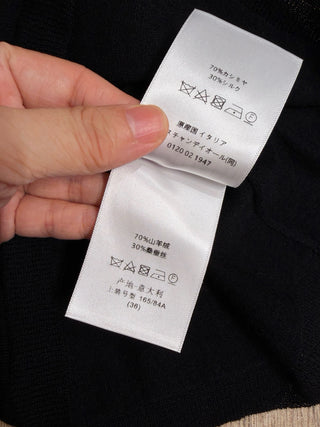 70%カシミヤ
30%シルク
原産国 イタリア
スチャンディオール(同)
0120 02 1947
70%山羊绒
30%桑蚕丝
产地:意大利
上装号型 165/84A
(36)